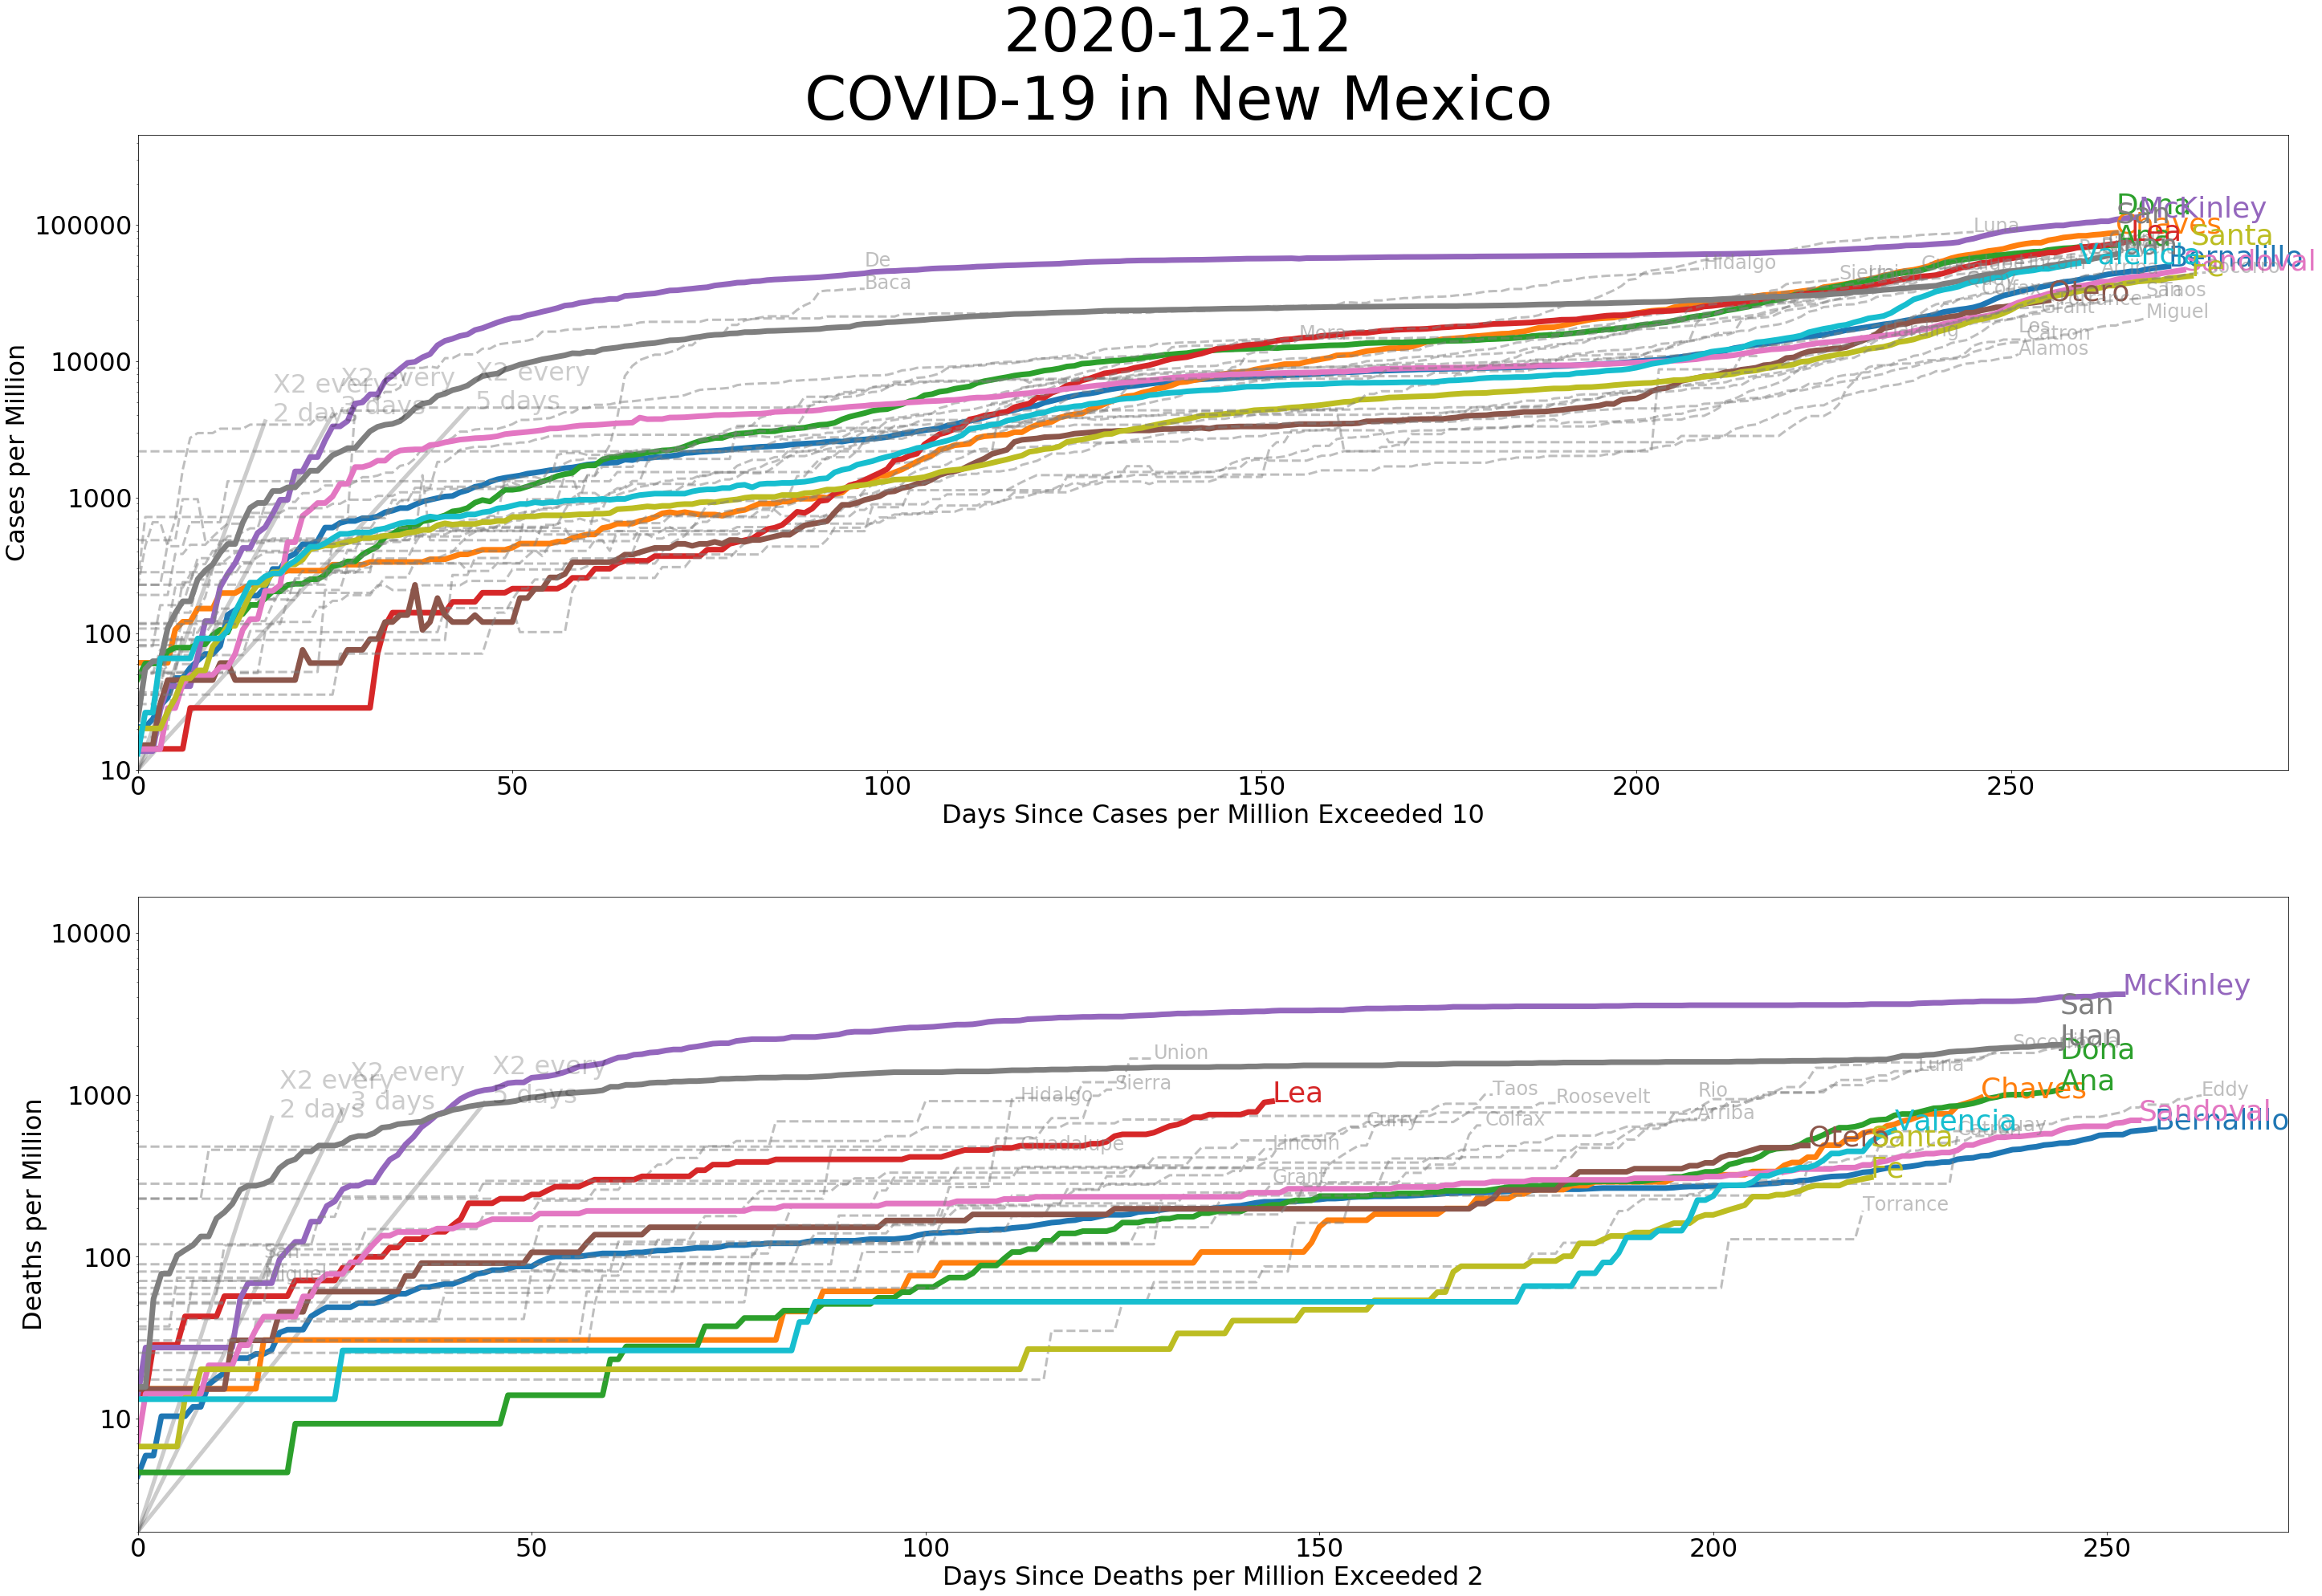 2020-12-12
COVID-19 in New Mexico
Cases per Million
100000
10000
1000
100
10
X2 every
2 days
X2 every
3 days
X2 every
5 days
De
Baca
Mora
Hidalgo
Luna
Dona
Ana
McKinley
Chaves
Lea
Santa
Fe
Valencia
Bernalillo
Sandoval
Otero
Grant
Miguel
Los
Alamos
Catron
0
50
100
150
200
250
Days Since Cases per Million Exceeded 10
Deaths per Million
10000
1000
100
10
X2 every
2 days
X2 every
3 days
X2 every
5 days
McKinley
San
Juan
Dona
Ana
Union
Sierra
Hidalgo
Guadalupe
Lea
Lincoln
Grant
Curry
Taos
Colfax
Roosevelt
Rio
Arriba
Luna
Chaves
Valencia
Otero
Santa
Fe
Eddy
Sandoval
Bernalillo
Torrance
0
50
100
150
200
250
Days Since Deaths per Million Exceeded 2